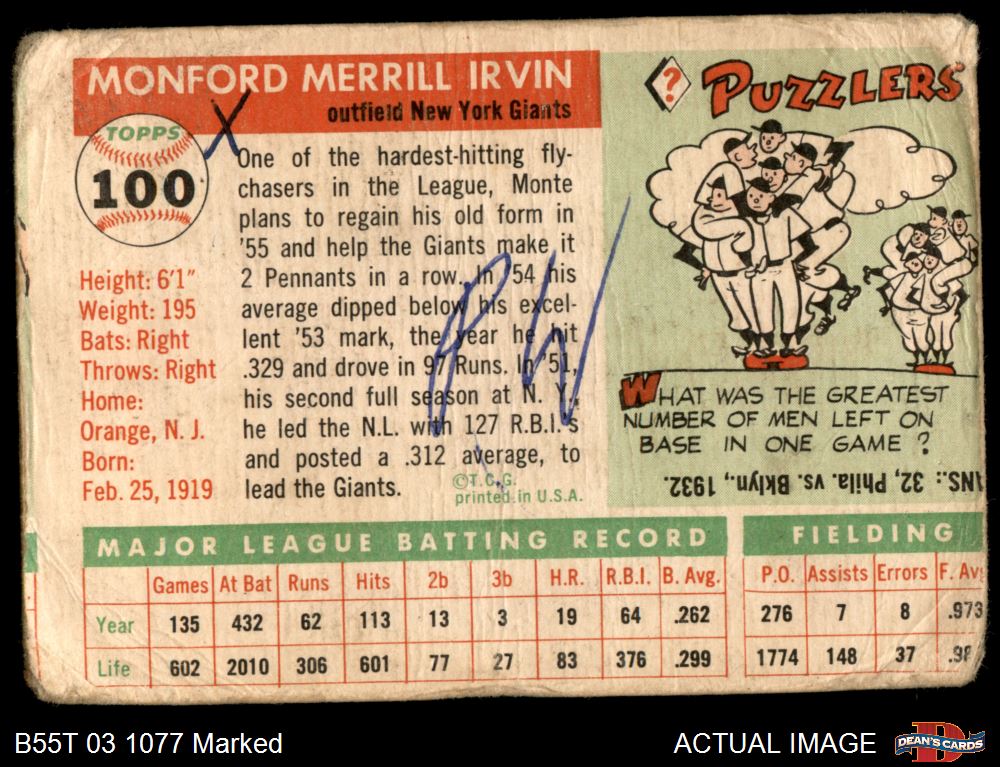 MONFORD MERRILL IRVIN
outfield New York Giants
X
TOPPS
100
One of the hardest-hitting fly-
chasers in the League, Monte
plans to regain his old form in
'55 and help the Giants make it
2 Pennants in a row. In '54 his
average dipped below his excel-
lent '53 mark, the year he hit
.329 and drove in 97 Runs. In '51,
his second full season at N. Y.,
he led the N.L. with 127 R.B.I.'s
and posted a .312 average, to
lead the Giants.
©T.C.G.
printed in U.S.A.
Height: 6'1"
Weight: 195
Bats: Right
Throws: Right
Home:
Orange, N. J.
Born:
Feb. 25, 1919
?
PUZZLERS
WHAT WAS THE GREATEST
NUMBER OF MEN LEFT ON
BASE IN ONE GAME ?
NS.: 32, Phila. vs. Bklyn., 1932.
MAJOR LEAGUE BATTING RECORD
Games At Bat Runs Hits 2b 3b H.R. R.B.I. B. Avg.
Year 135 432 62 113 13 3 19 64 .262
Life 602 2010 306 601 77 27 83 376 .299
FIELDING
P.O. Assists Errors F. Av
276 7 8 .973
1774 148 37 .98
B55T 03 1077 Marked
ACTUAL IMAGE
DEAN'S CARDS